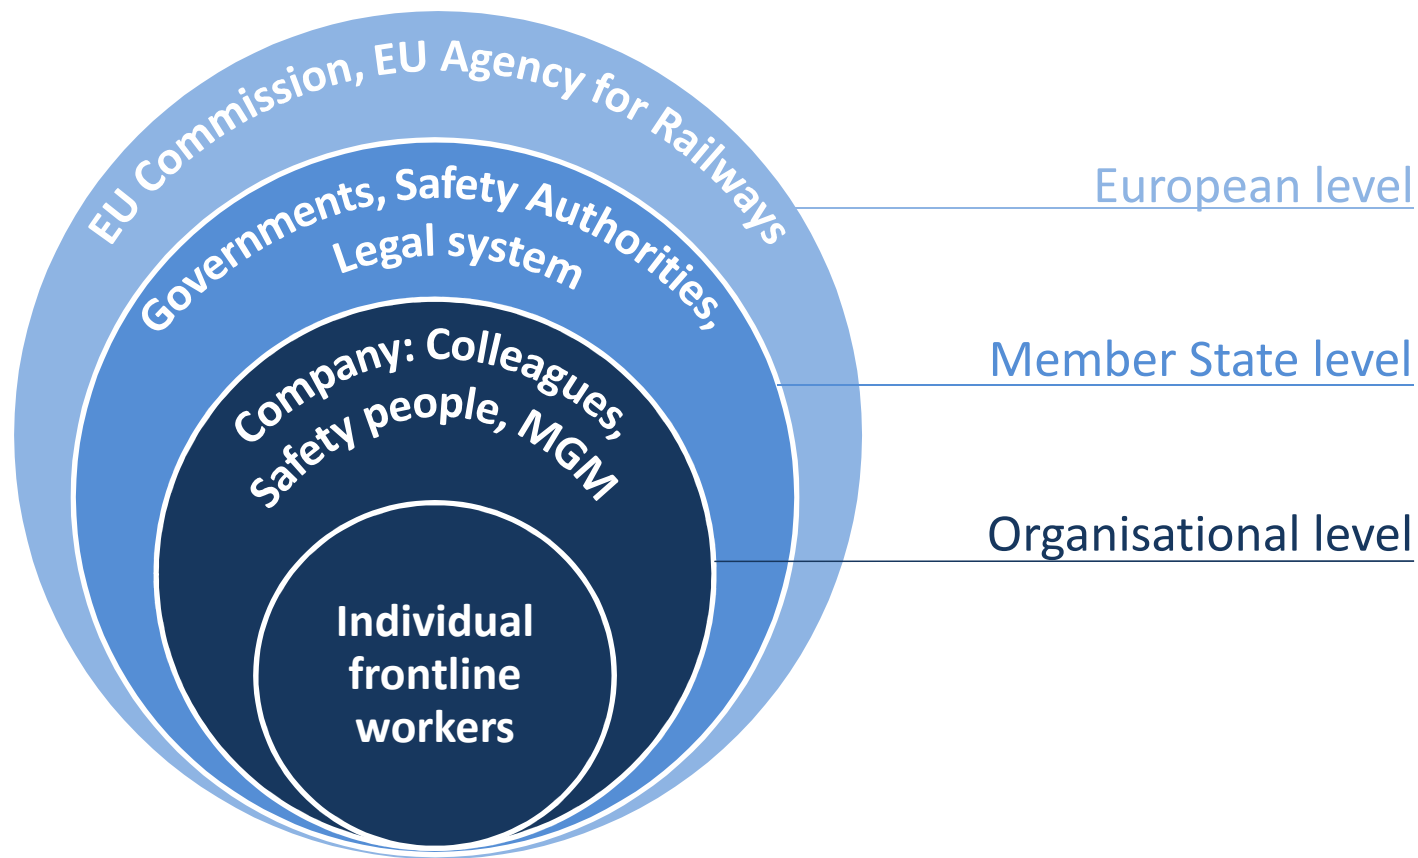 EU Commission, EU Agency for Railways
Governments, Safety Authorities,
Legal system
Company: Colleagues,
Safety people, MGM
Individual
frontline
workers
European level
Member State level
Organisational level